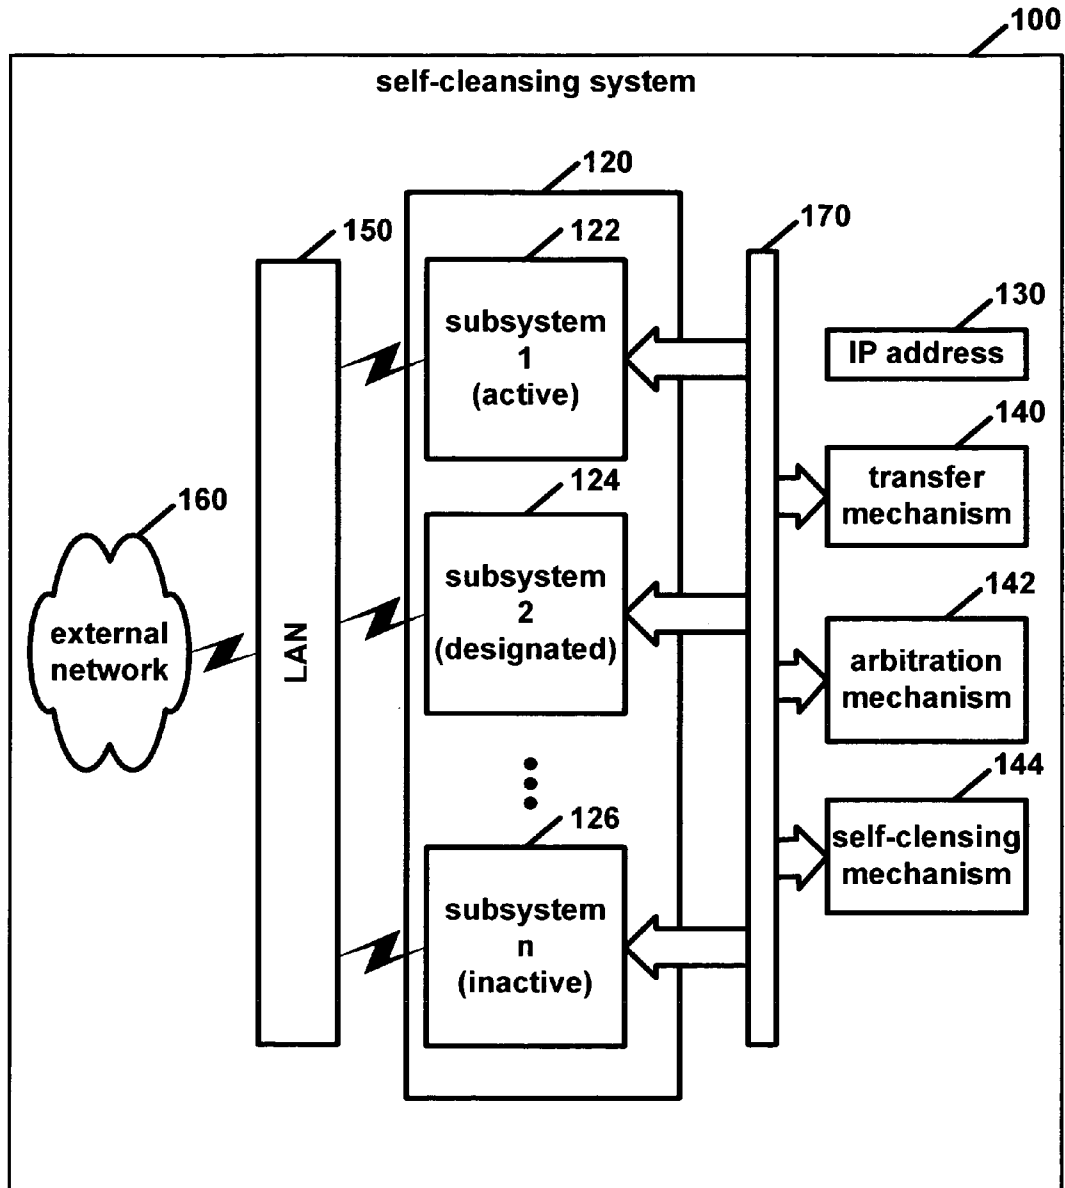 100
self-cleansing system
120
170
150
122
130
subsystem
1
(active)
IP address
140
transfer
mechanism
124
160
subsystem
2
(designated)
142
external
network
LAN
arbitration
mechanism
144
126
self-clensing
mechanism
subsystem
n
(inactive)